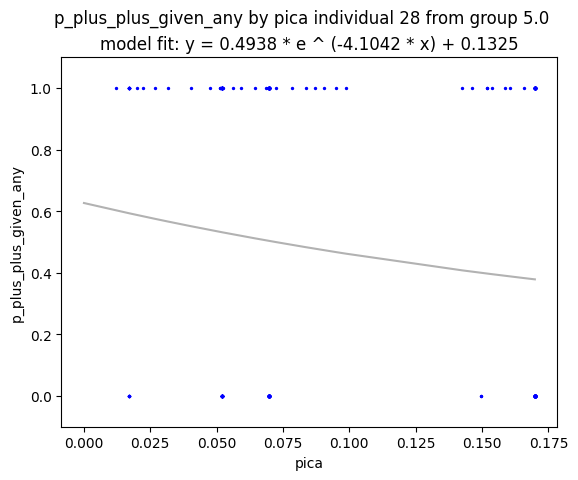 p_plus_plus_given_any by pica individual 28 from group 5.0
model fit: y = 0.4938 * e ^ (-4.1042 * x) + 0.1325
1.0
0.8
0.6
0.4
0.2
0.0
p_plus_plus_given_any
0.000 0.025 0.050 0.075 0.100 0.125 0.150 0.175
pica